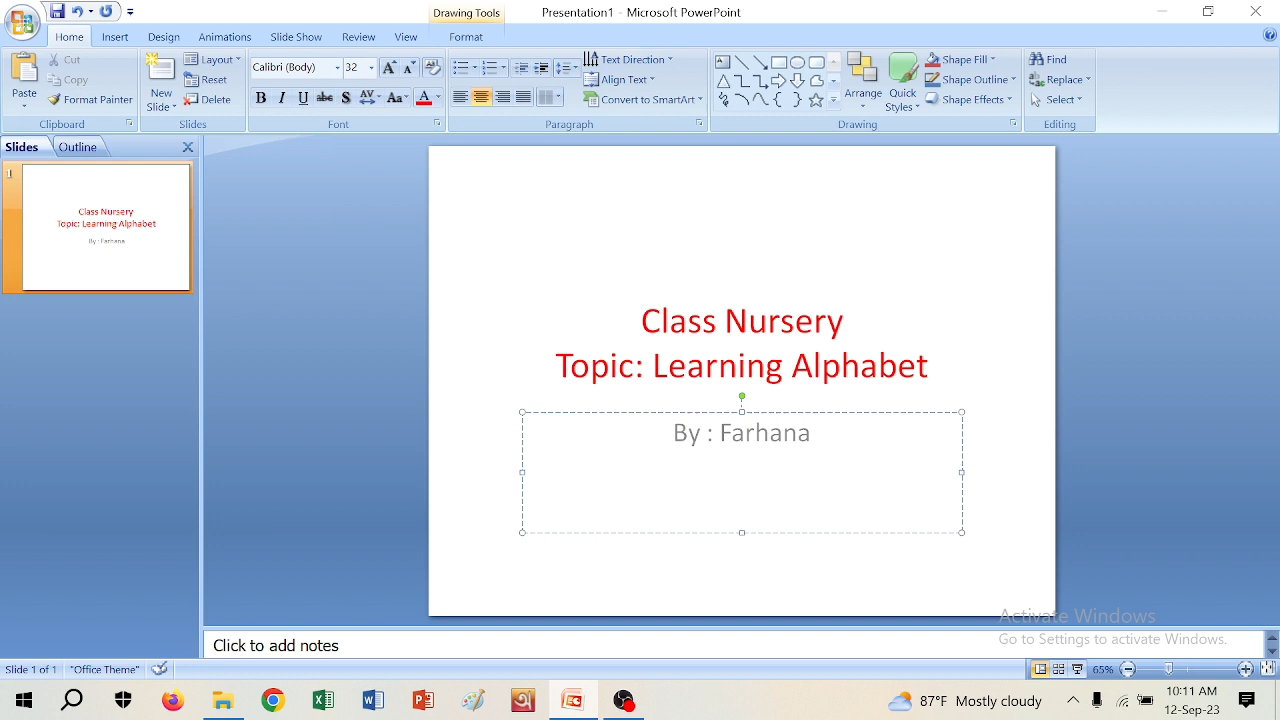 Drawing Tools
Presentation1 - Microsoft PowerPoint
Home Insert Design Animations Slide Show Review View Format
Paste
Cut
Copy
Format Painter
Clipboard
New Slide
Layout
Reset
Delete
Slides
Calibri (Body) 32
B I U abc S AV Aa A
Font
Text Direction
Align Text
Convert to SmartArt
Paragraph
Arrange
Quick Styles
Shape Fill
Shape Outline
Shape Effects
Drawing
Find
Replace
Select
Editing
Slides Outline
1
Class Nursery
Topic: Learning Alphabet
By : Farhana
Class Nursery
Topic: Learning Alphabet
By : Farhana
Activate Windows
Go to Settings to activate Windows.
Click to add notes
Slide 1 of 1 "Office Theme" 65%
87°F Mostly cloudy
10:11 AM
12-Sep-23